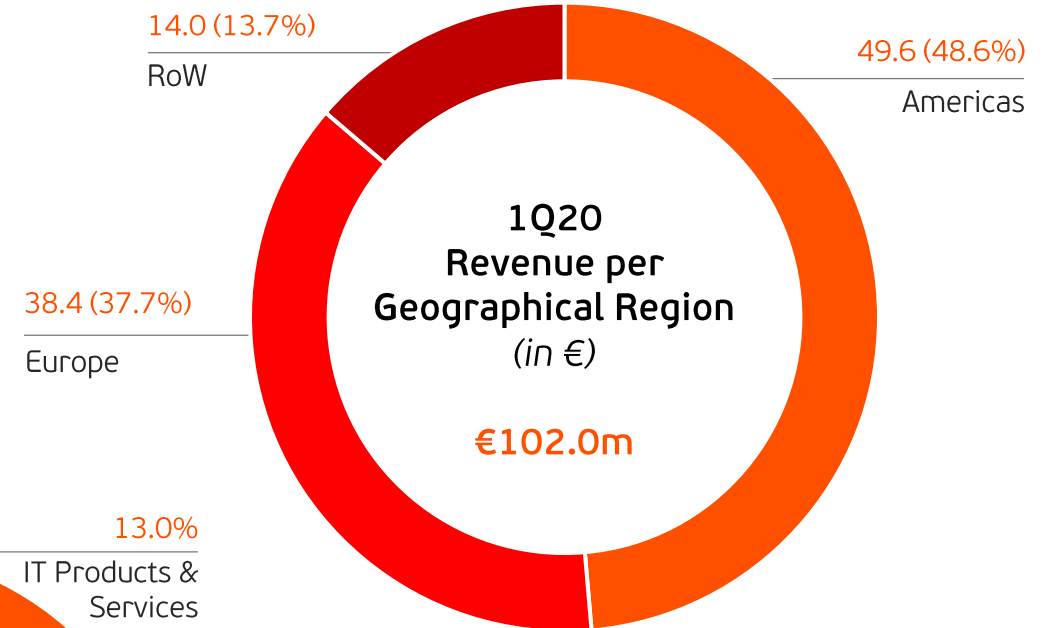 14.0 (13.7%)
RoW
49.6 (48.6%)
Americas
1Q20
Revenue per
Geographical Region
(in €)
€102.0m
38.4 (37.7%)
Europe
13.0%
IT Products &
Services